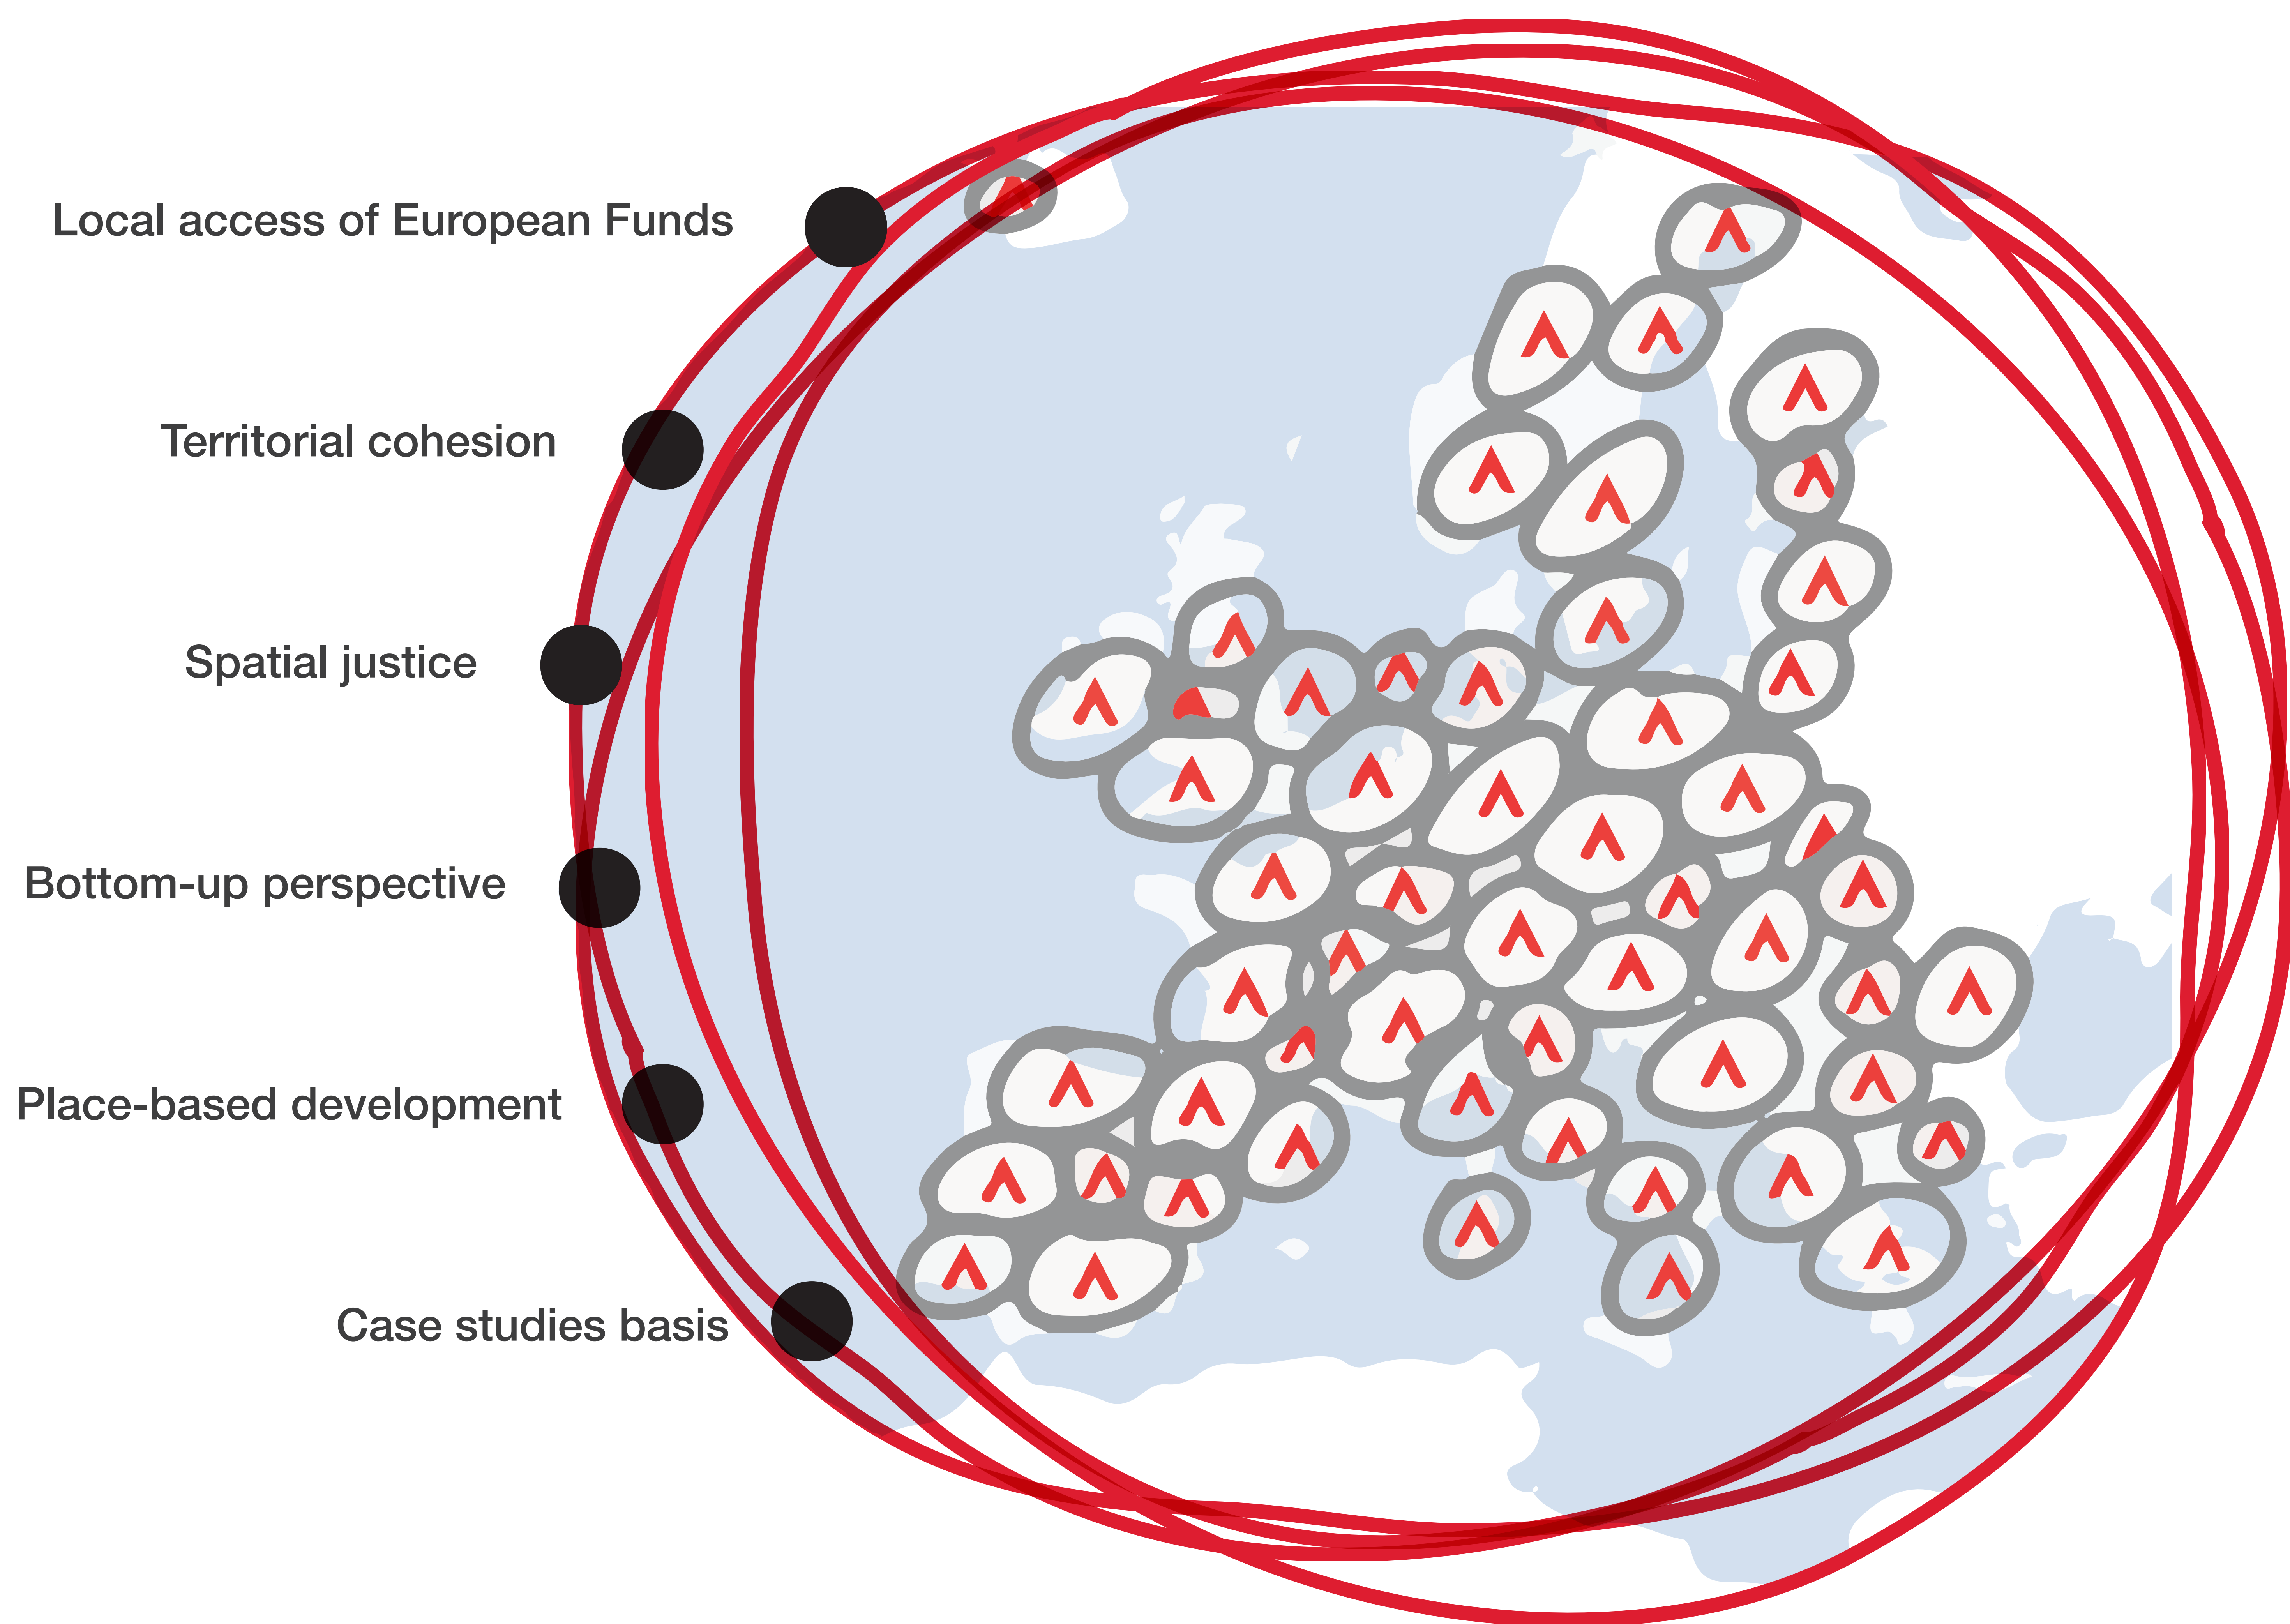 Local access of European Funds
Territorial cohesion
Spatial justice
Bottom-up perspective
Place-based development
Case studies basis